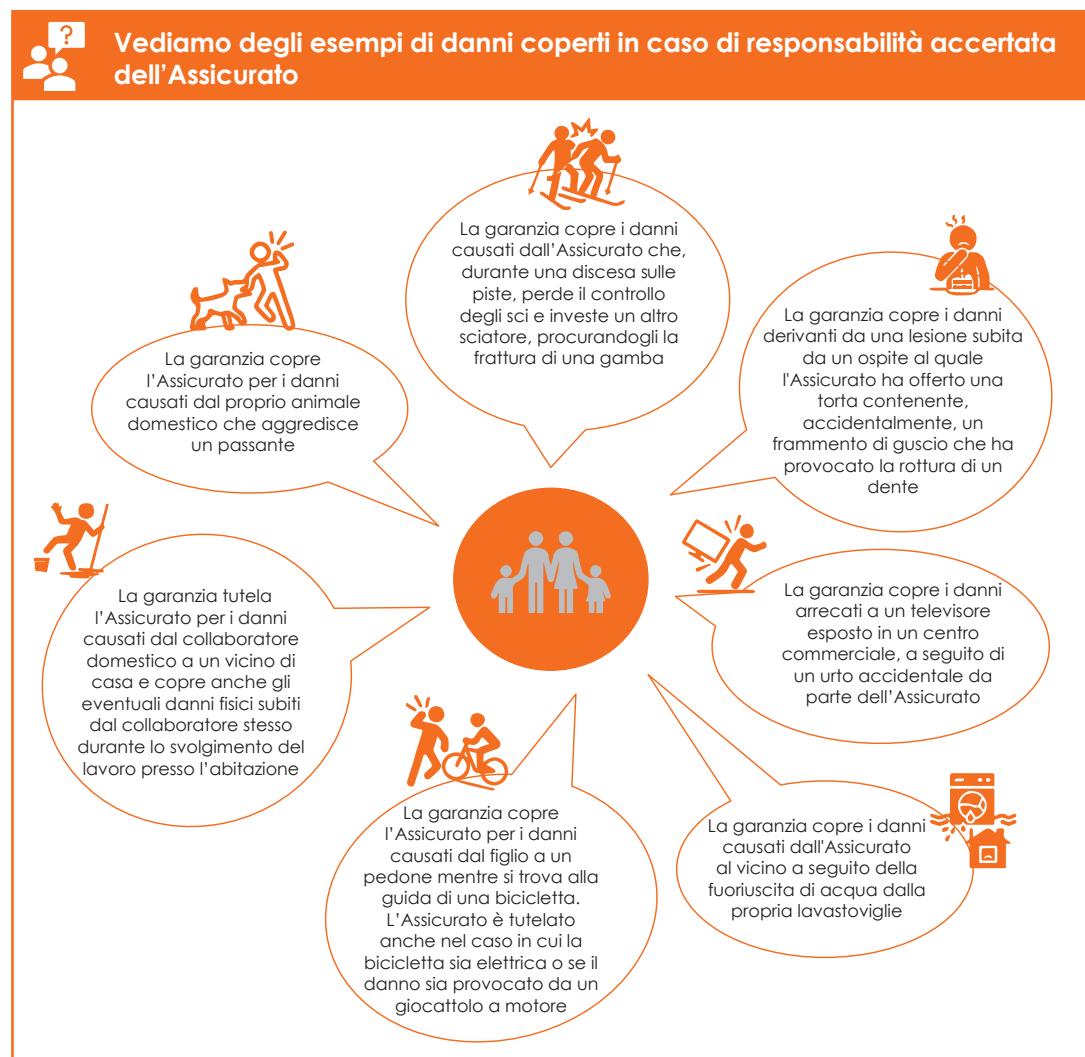 ?
Vediamo degli esempi di danni coperti in caso di responsabilità accertata
dell'Assicurato
La garanzia copre i danni
causati dall'Assicurato che,
durante una discesa sulle
piste, perde il controllo
degli sci e investe un altro
sciatore, procurandogli la
frattura di una gamba
La garanzia copre i danni
derivanti da una lesione subita
da un ospite al quale
l'Assicurato ha offerto una
torta contenente,
accidentalmente, un
frammento di guscio che ha
provocato la rottura di un
dente
La garanzia copre
l'Assicurato per i danni
causati dal proprio animale
domestico che aggredisce
un passante
La garanzia tutela
l'Assicurato per i danni
causati dal collaboratore
domestico a un vicino di
casa e copre anche gli
eventuali danni fisici subiti
dal collaboratore stesso
durante lo svolgimento del
lavoro presso l'abitazione
La garanzia copre i danni
arrecati a un televisore
esposto in un centro
commerciale, a seguito di
un urto accidentale da
parte dell'Assicurato
La garanzia copre
l'Assicurato per i danni
causati dal figlio a un
pedone mentre si trova alla
guida di una bicicletta.
L'Assicurato è tutelato
anche nel caso in cui la
bicicletta sia elettrica o se il
danno sia provocato da un
giocattolo a motore
La garanzia copre i danni
causati dall'Assicurato
al vicino a seguito della
fuoriuscita di acqua dalla
propria lavastoviglie